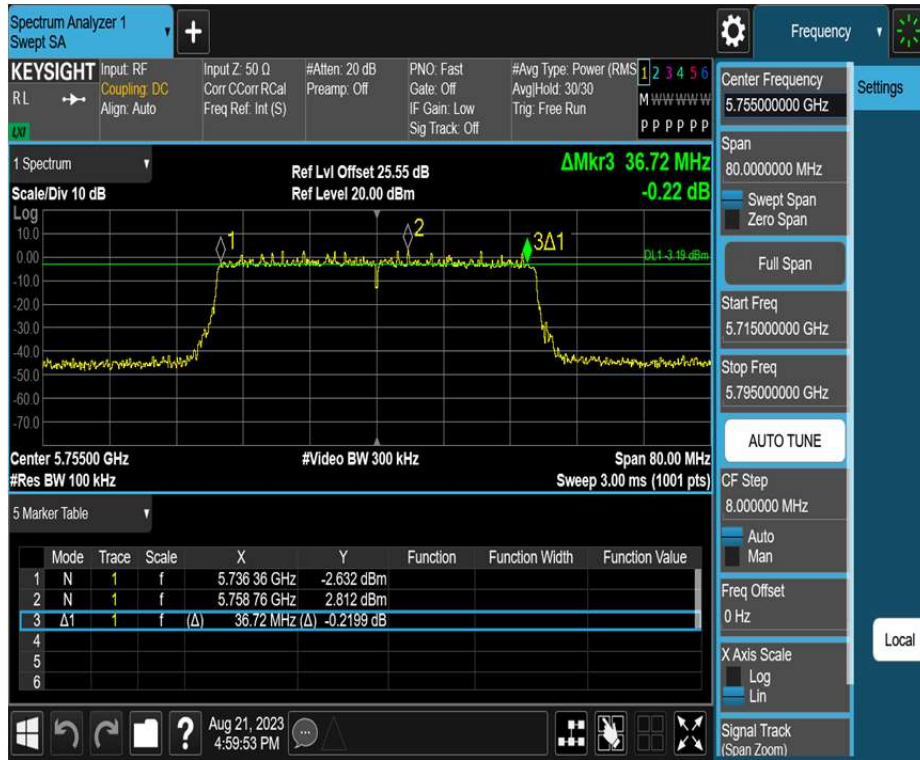 Spectrum Analyzer 1
Swept SA
+
Frequency
KEYSIGHT
RL
LXI
Input: RF
Coupling: DC
Align: Auto
Input Z: 50 Ω
Corr CCorr RCal
Freq Ref: Int (S)
#Atten: 20 dB
Preamp: Off
PNO: Fast
Gate: Off
IF Gain: Low
Sig Track: Off
#Avg Type: Power (RMS
Avg|Hold: 30/30
Trig: Free Run
1 2 3 4 5 6
M W W W W W
P P P P P P
1 Spectrum
Scale/Div 10 dB
Ref Lvl Offset 25.55 dB
Ref Level 20.00 dBm
ΔMkr3 36.72 MHz
-0.22 dB
Log
10.0
0.00
-10.0
-20.0
-30.0
-40.0
-50.0
-60.0
-70.0
1
2
3Δ1
DL1 -3.19 dBm
Center 5.75500 GHz
#Res BW 100 kHz
#Video BW 300 kHz
Span 80.00 MHz
Sweep 3.00 ms (1001 pts)
5 Marker Table
Mode Trace Scale X Y Function Function Width Function Value
1 N 1 f 5.736 36 GHz -2.632 dBm
2 N 1 f 5.758 76 GHz 2.812 dBm
3 Δ1 1 f (Δ) 36.72 MHz (Δ) -0.2199 dB
4
5
6
?
Aug 21, 2023
4:59:53 PM
Center Frequency
5.755000000 GHz
Span
80.0000000 MHz
Swept Span
Zero Span
Full Span
Start Freq
5.715000000 GHz
Stop Freq
5.795000000 GHz
AUTO TUNE
CF Step
8.000000 MHz
Auto
Man
Freq Offset
0 Hz
X Axis Scale
Log
Lin
Signal Track
(Span Zoom)
Settings
Local